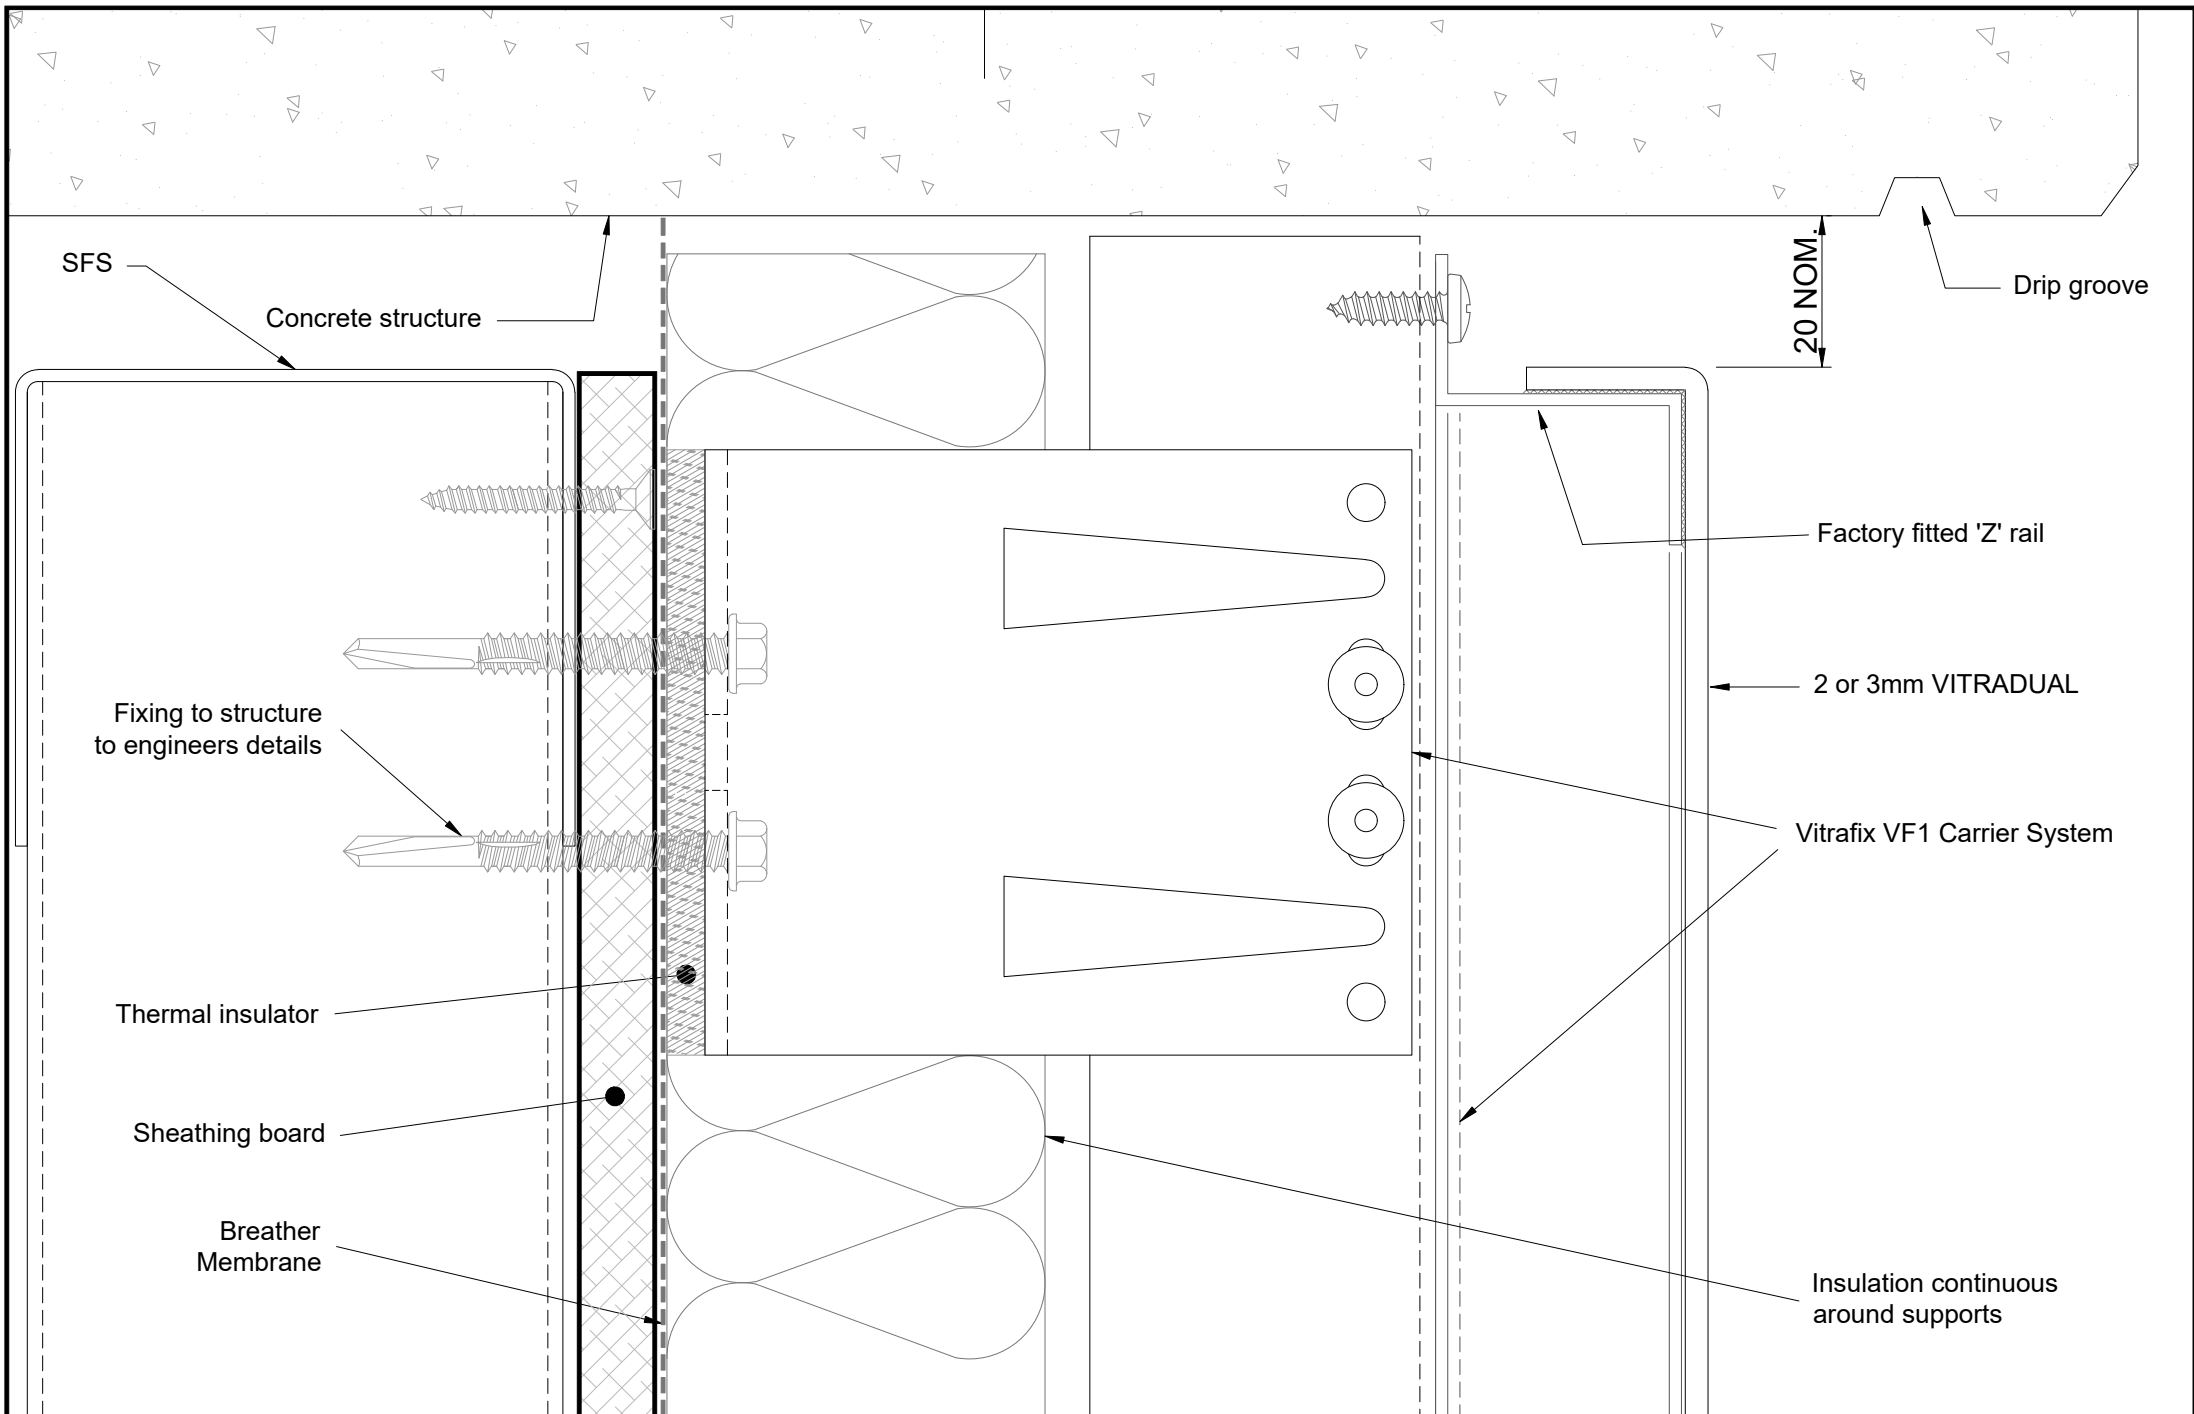 SFS
Concrete structure
20 NOM.
Drip groove
Factory fitted 'Z' rail
2 or 3mm VITRADUAL
Fixing to structure
to engineers details
Vitrafix VF1 Carrier System
Thermal insulator
Sheathing board
Breather
Membrane
Insulation continuous
around supports